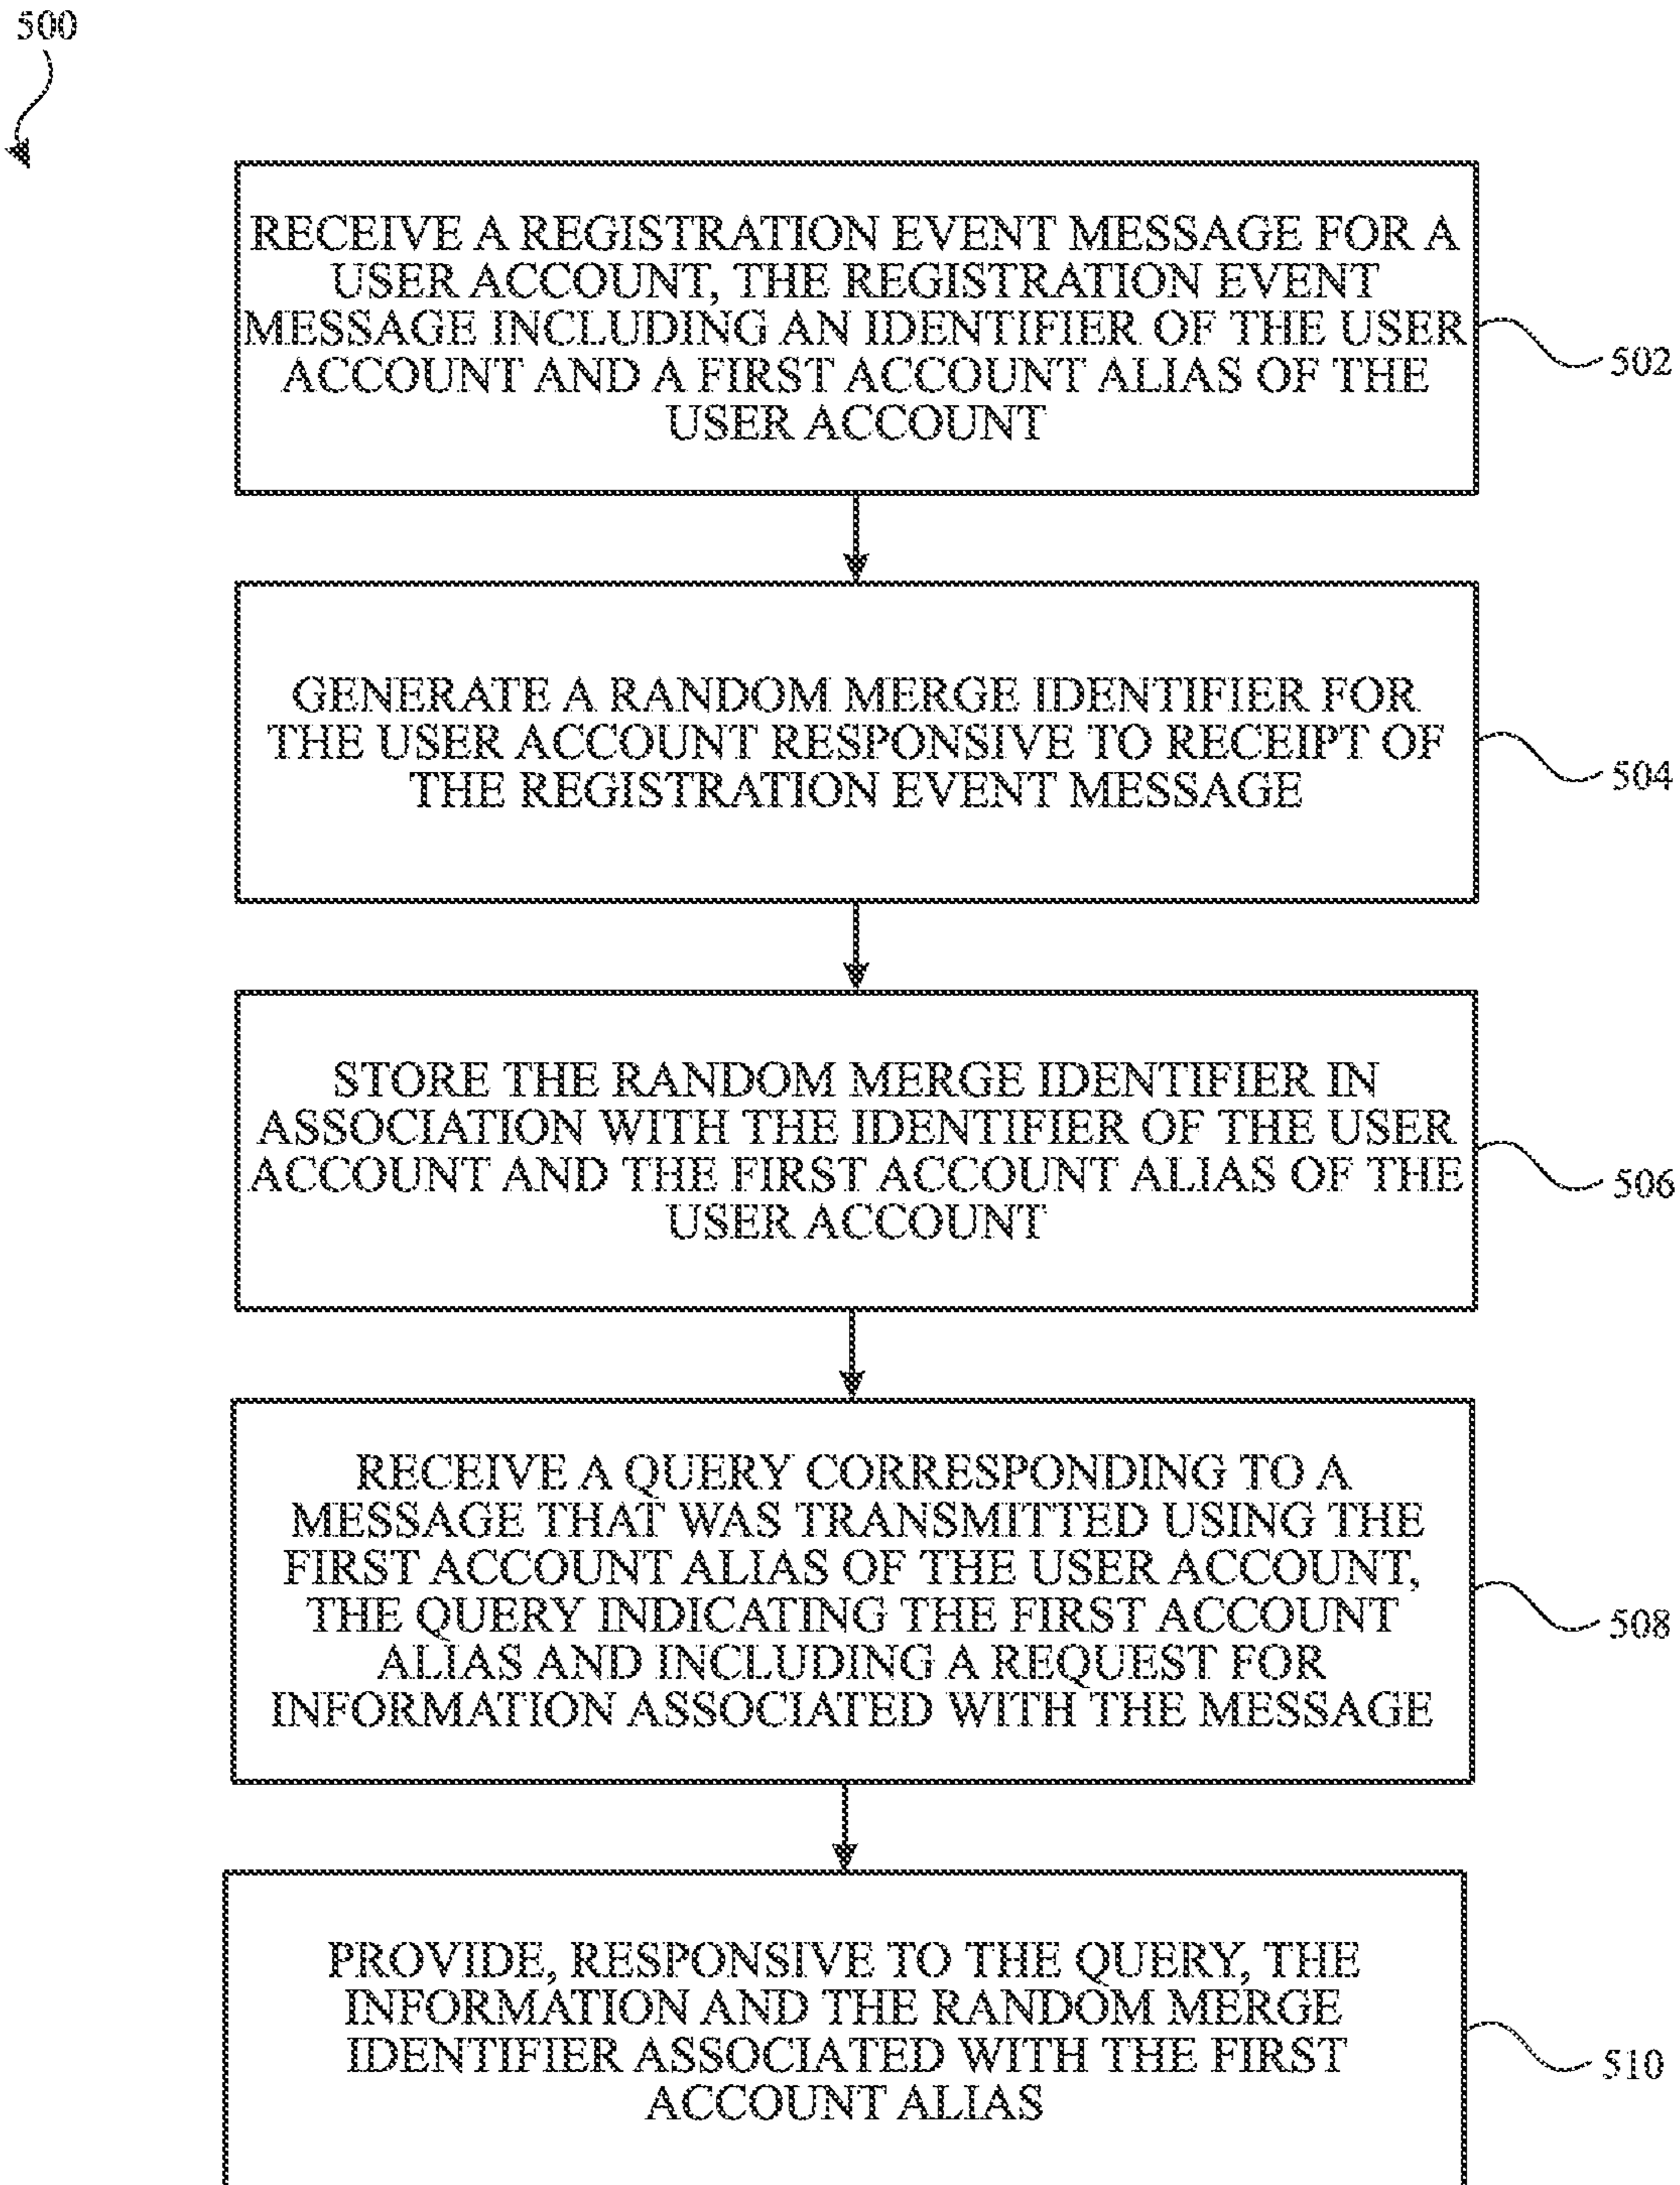 500
RECEIVE A REGISTRATION EVENT MESSAGE FOR A
USER ACCOUNT, THE REGISTRATION EVENT
MESSAGE INCLUDING AN IDENTIFIER OF THE USER
ACCOUNT AND A FIRST ACCOUNT ALIAS OF THE
USER ACCOUNT
502
GENERATE A RANDOM MERGE IDENTIFIER FOR
THE USER ACCOUNT RESPONSIVE TO RECEIPT OF
THE REGISTRATION EVENT MESSAGE
504
STORE THE RANDOM MERGE IDENTIFIER IN
ASSOCIATION WITH THE IDENTIFIER OF THE USER
ACCOUNT AND THE FIRST ACCOUNT ALIAS OF THE
USER ACCOUNT
506
RECEIVE A QUERY CORRESPONDING TO A
MESSAGE THAT WAS TRANSMITTED USING THE
FIRST ACCOUNT ALIAS OF THE USER ACCOUNT,
THE QUERY INDICATING THE FIRST ACCOUNT
ALIAS AND INCLUDING A REQUEST FOR
INFORMATION ASSOCIATED WITH THE MESSAGE
508
PROVIDE, RESPONSIVE TO THE QUERY, THE
INFORMATION AND THE RANDOM MERGE
IDENTIFIER ASSOCIATED WITH THE FIRST
ACCOUNT ALIAS
510